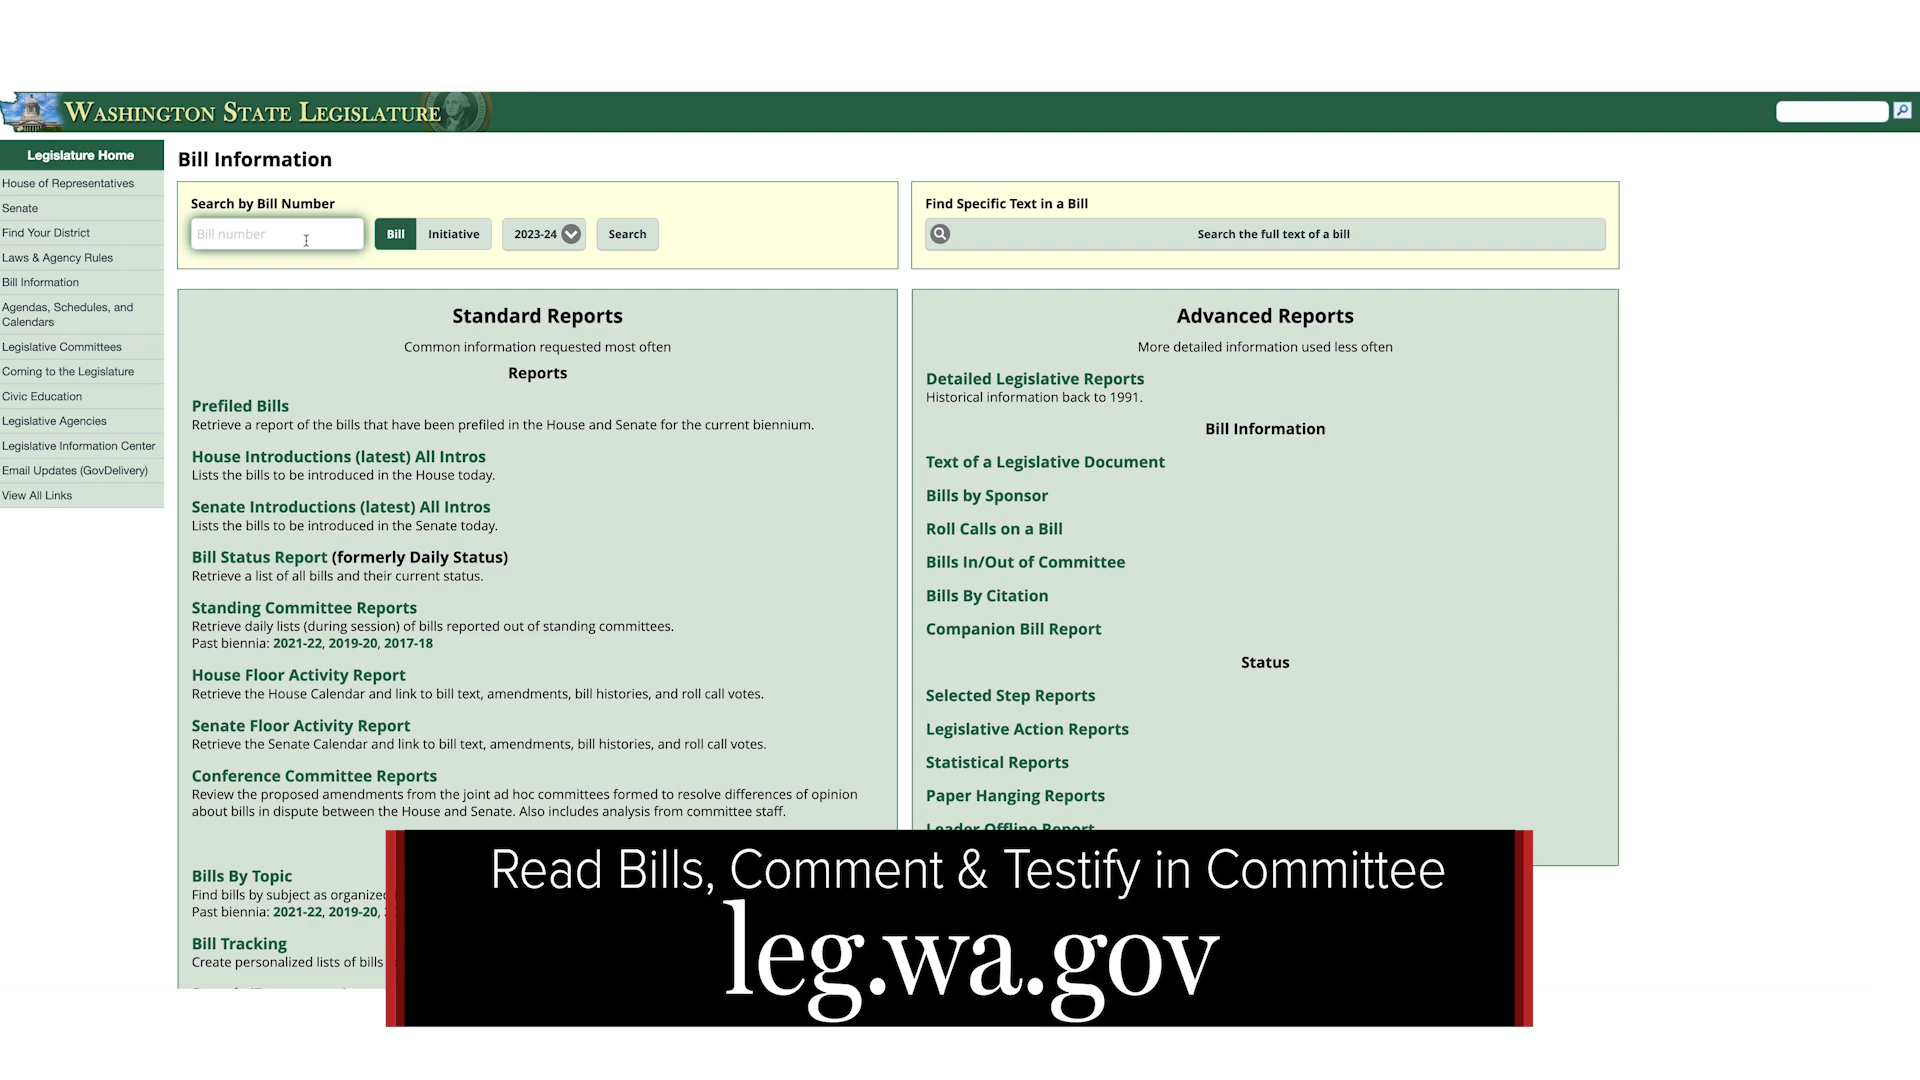 WASHINGTON STATE LEGISLATURE
Legislature Home
House of Representatives
Senate
Find Your District
Laws & Agency Rules
Bill Information
Agendas, Schedules, and
Calendars
Legislative Committees
Coming to the Legislature
Civic Education
Legislative Agencies
Legislative Information Center
Email Updates (GovDelivery)
View All Links
Bill Information
Search by Bill Number
Bill number
Bill
Initiative
2023-24
Search
Find Specific Text in a Bill
Search the full text of a bill
Standard Reports
Common information requested most often
Reports
Prefiled Bills
Retrieve a report of the bills that have been prefiled in the House and Senate for the current biennium.
House Introductions (latest) All Intros
Lists the bills to be introduced in the House today.
Senate Introductions (latest) All Intros
Lists the bills to be introduced in the Senate today.
Bill Status Report (formerly Daily Status)
Retrieve a list of all bills and their current status.
Standing Committee Reports
Retrieve daily lists (during session) of bills reported out of standing committees.
Past biennia: 2021-22, 2019-20, 2017-18
House Floor Activity Report
Retrieve the House Calendar and link to bill text, amendments, bill histories, and roll call votes.
Senate Floor Activity Report
Retrieve the Senate Calendar and link to bill text, amendments, bill histories, and roll call votes.
Conference Committee Reports
Review the proposed amendments from the joint ad hoc committees formed to resolve differences of opinion
about bills in dispute between the House and Senate. Also includes analysis from committee staff.
Bills By Topic
Find bills by subject as organized
Past biennia: 2021-22, 2019-20,
Bill Tracking
Create personalized lists of bills
Advanced Reports
More detailed information used less often
Detailed Legislative Reports
Historical information back to 1991.
Bill Information
Text of a Legislative Document
Bills by Sponsor
Roll Calls on a Bill
Bills In/Out of Committee
Bills By Citation
Companion Bill Report
Status
Selected Step Reports
Legislative Action Reports
Statistical Reports
Paper Hanging Reports
Leader Offline Report
Read Bills, Comment & Testify in Committee
leg.wa.gov